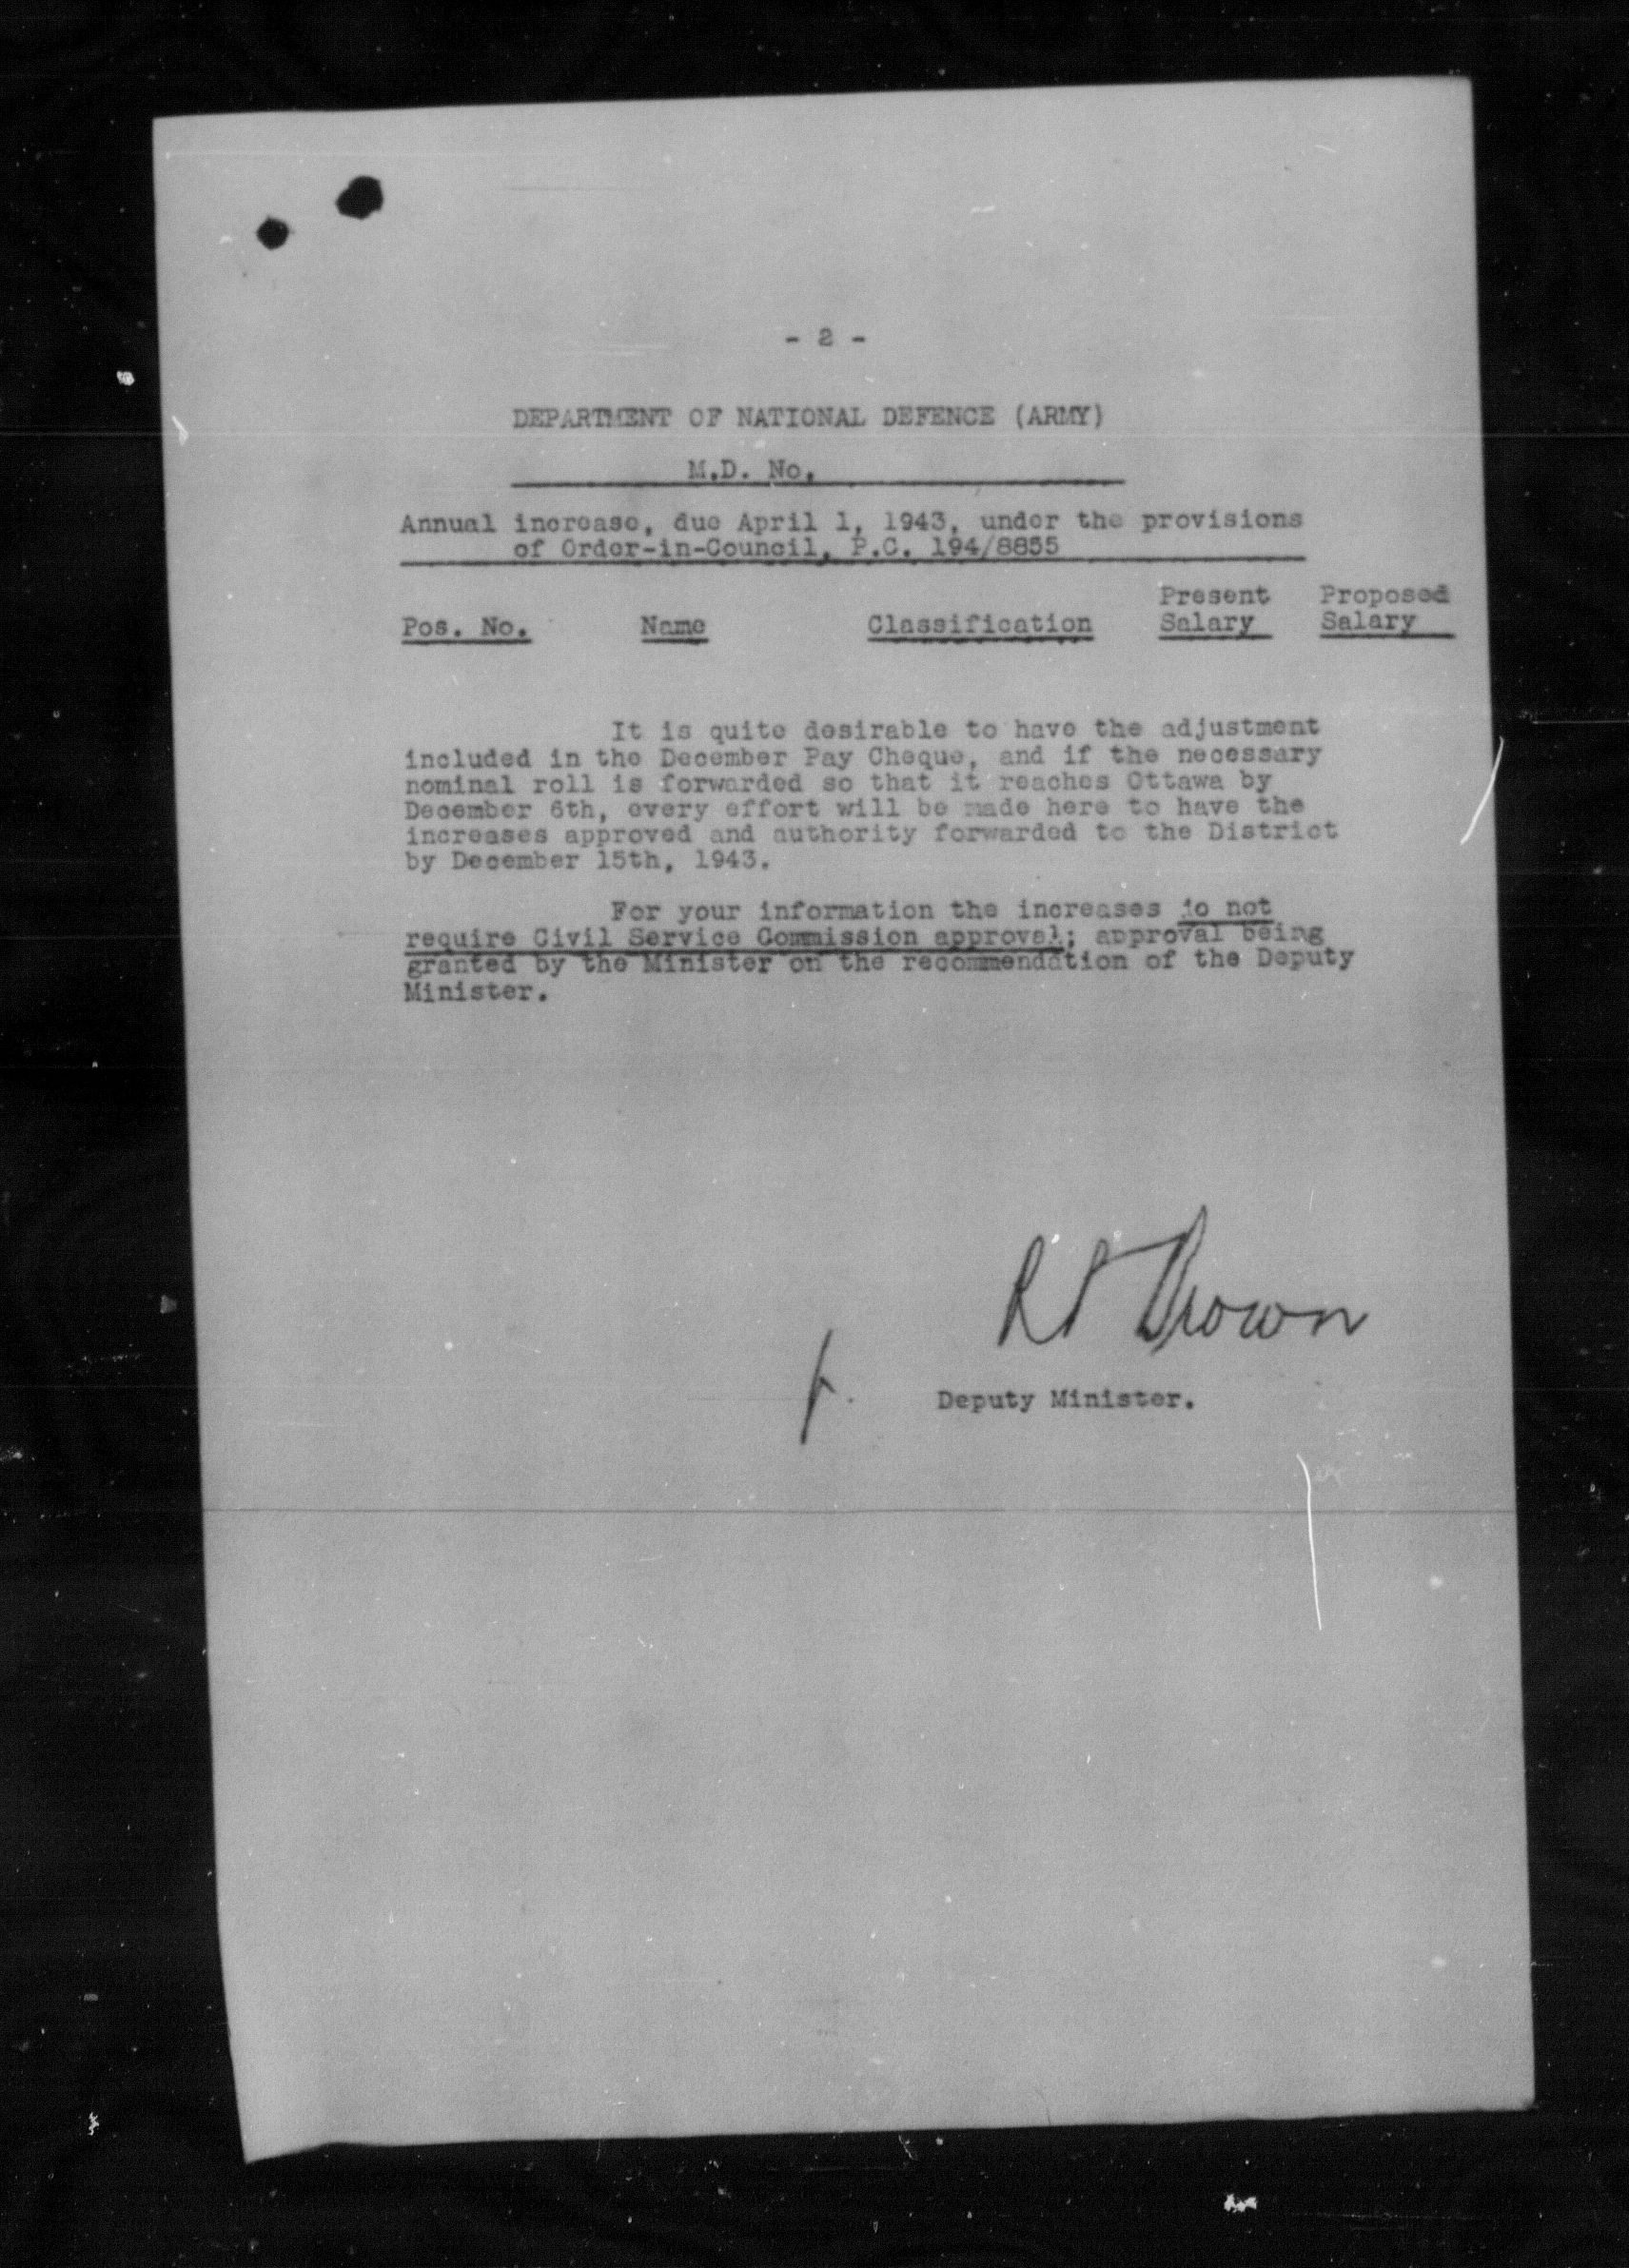 - 2 -
DEPARTMENT OF NATIONAL DEFENCE (ARMY)
M.D. No.
Annual increase, due April 1, 1943, under the provisions
of Order-in-Council, P.C. 194/8855
Present Proposed
Pos. No. Name Classification Salary Salary
It is quite desirable to have the adjustment
included in the December Pay Cheque, and if the necessary
nominal roll is forwarded so that it reaches Ottawa by
December 6th, every effort will be made here to have the
increases approved and authority forwarded to the District
by December 15th, 1943.
For your information the increases do not
require Civil Service Commission approval; approval being
granted by the Minister on the recommendation of the Deputy
Minister.
Brown
Deputy Minister.